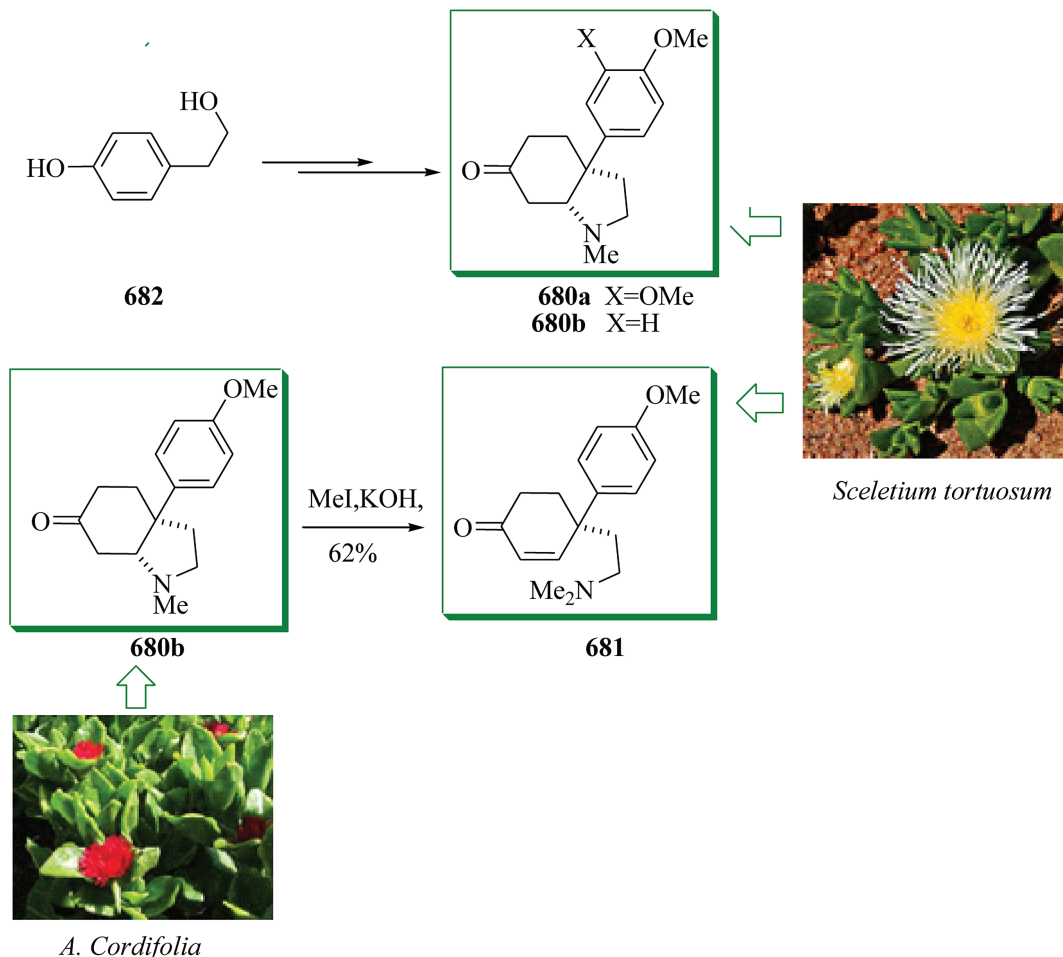 X
OMe
HO
HO
O
N
Me
682
680a X=OMe
680b X=H
OMe
O
N
Me
MeI,KOH,
62%
OMe
O
Me₂N
Sceletium tortuosum
680b
681
A. Cordifolia